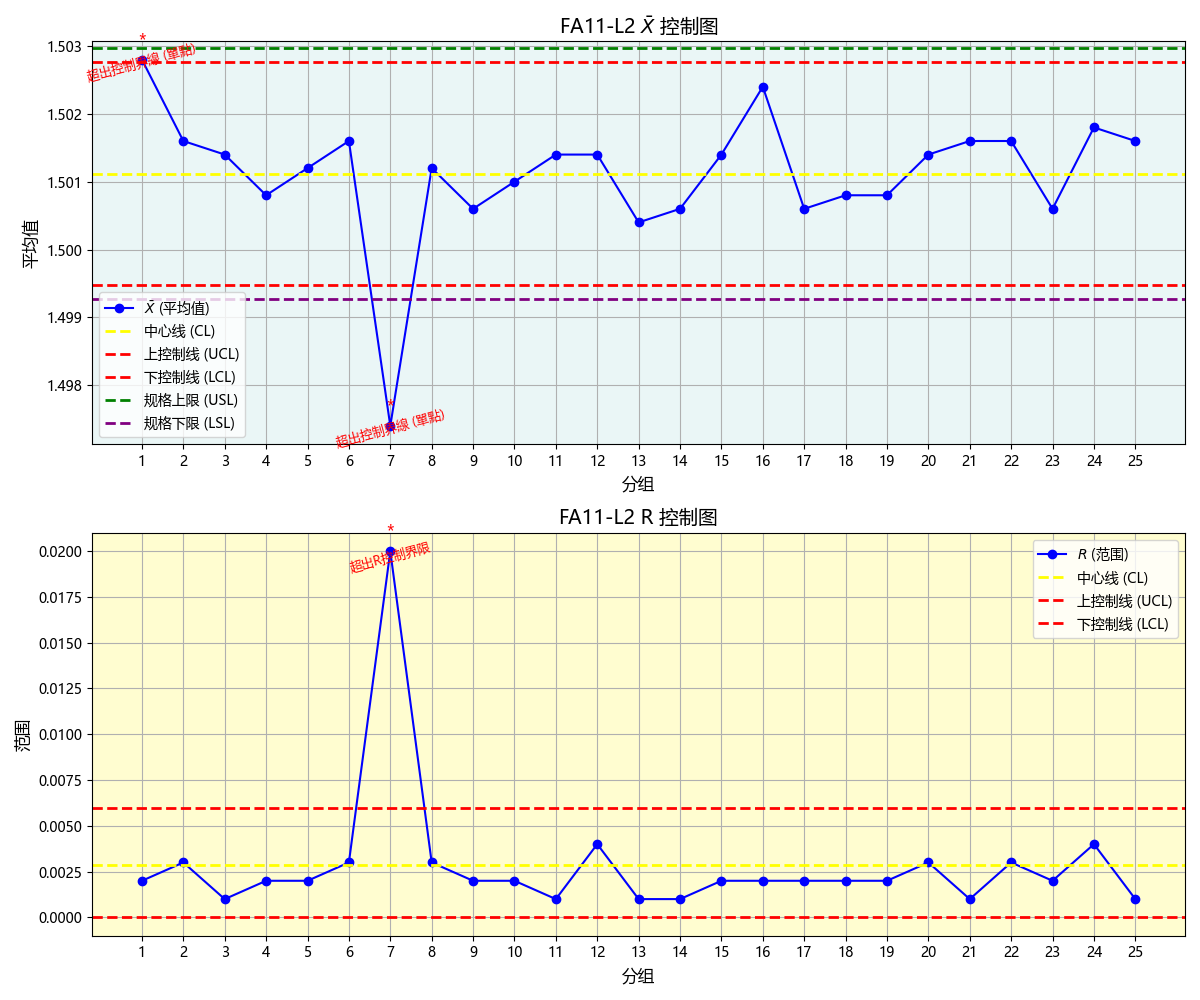 FA11-L2 X̄ 控制图
*
超出控制界線 (單點)
1.503
1.502
1.501
1.500
1.499
1.498
平均值
X̄ (平均值)
中心线 (CL)
上控制线 (UCL)
下控制线 (LCL)
规格上限 (USL)
规格下限 (LSL)
*
超出控制界線 (單點)
1 2 3 4 5 6 7 8 9 10 11 12 13 14 15 16 17 18 19 20 21 22 23 24 25
分组
FA11-L2 R 控制图
*
超出R控制界限
0.0200
0.0175
0.0150
0.0125
0.0100
0.0075
0.0050
0.0025
0.0000
范围
R (范围)
中心线 (CL)
上控制线 (UCL)
下控制线 (LCL)
1 2 3 4 5 6 7 8 9 10 11 12 13 14 15 16 17 18 19 20 21 22 23 24 25
分组